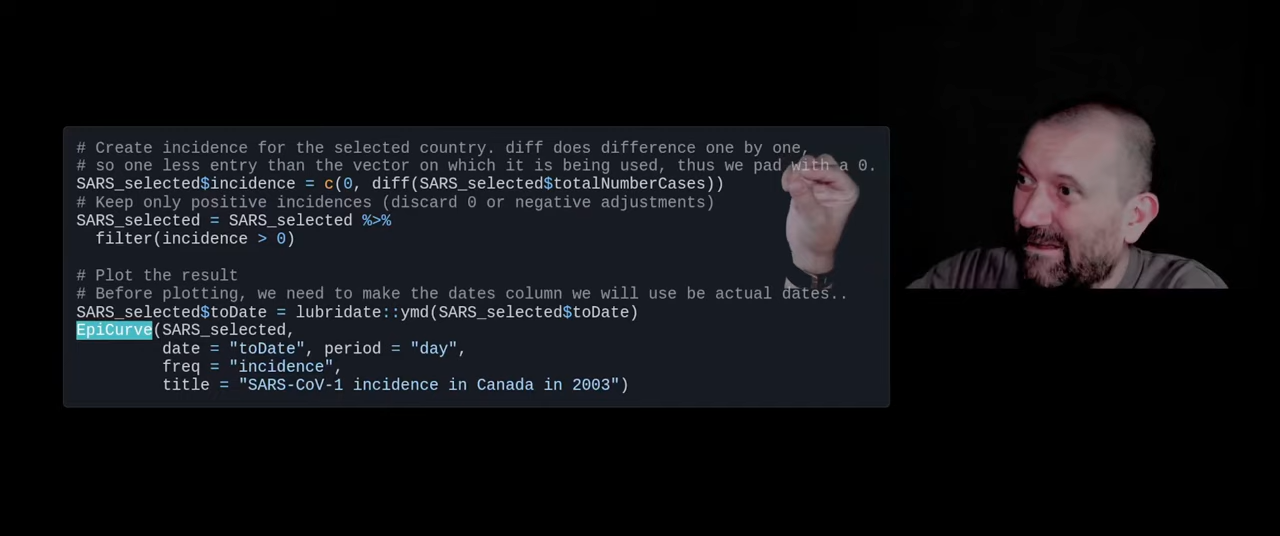 # Create incidence for the selected country. diff does difference one by one,
# so one less entry than the vector on which it is being used, thus we pad with a 0.
SARS_selected$incidence = c(0, diff(SARS_selected$totalNumberCases))
# Keep only positive incidences (discard 0 or negative adjustments)
SARS_selected = SARS_selected %>%
  filter(incidence > 0)

# Plot the result
# Before plotting, we need to make the dates column we will use be actual dates..
SARS_selected$toDate = lubridate::ymd(SARS_selected$toDate)
EpiCurve(SARS_selected,
         date = "toDate", period = "day",
         freq = "incidence",
         title = "SARS-CoV-1 incidence in Canada in 2003")